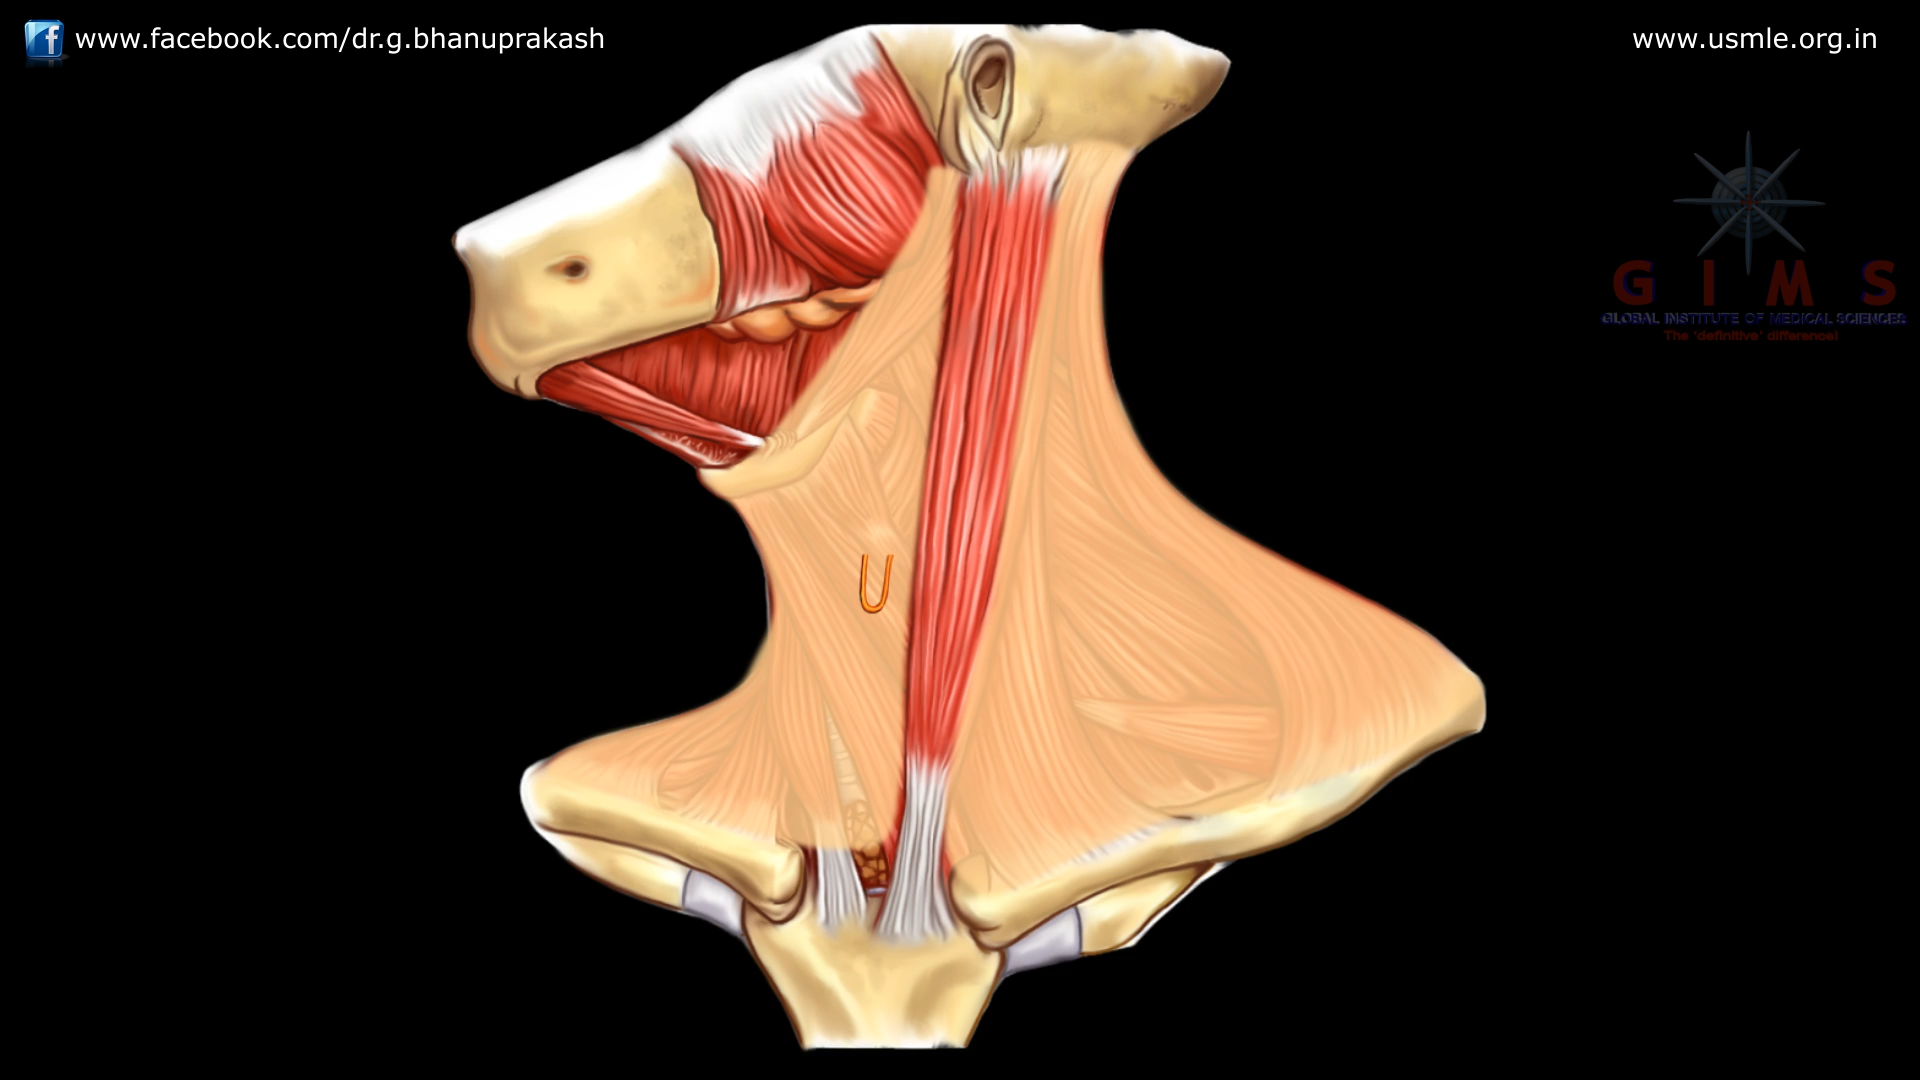 www.facebook.com/dr.g.bhanuprakash
www.usmle.org.in
G I M S
GLOBAL INSTITUTE OF MEDICAL SCIENCES
The 'definitive' difference!